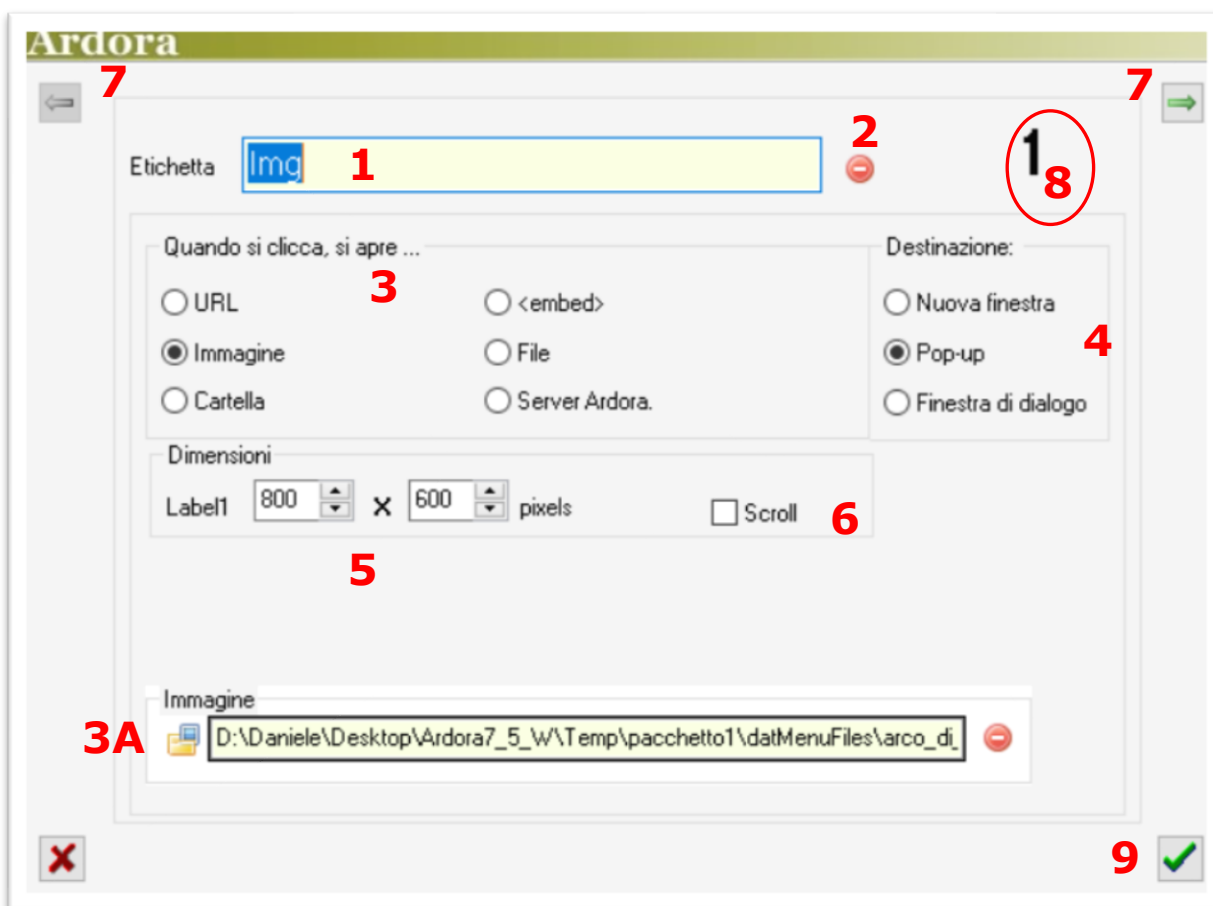 Ardora
7 7
2
1
8
Etichetta Img 1
Quando si clicca, si apre ... Destinazione:
3
URL <embed> Nuova finestra
4
Immagine File Pop-up
Cartella Server Ardora. Finestra di dialogo
Dimensioni
Label1 800 X 600 pixels Scroll 6
5
Immagine
3A D:\Daniele\Desktop\Ardora7_5_W\Temp\pacchetto1\datMenuFiles\arco_di_
9